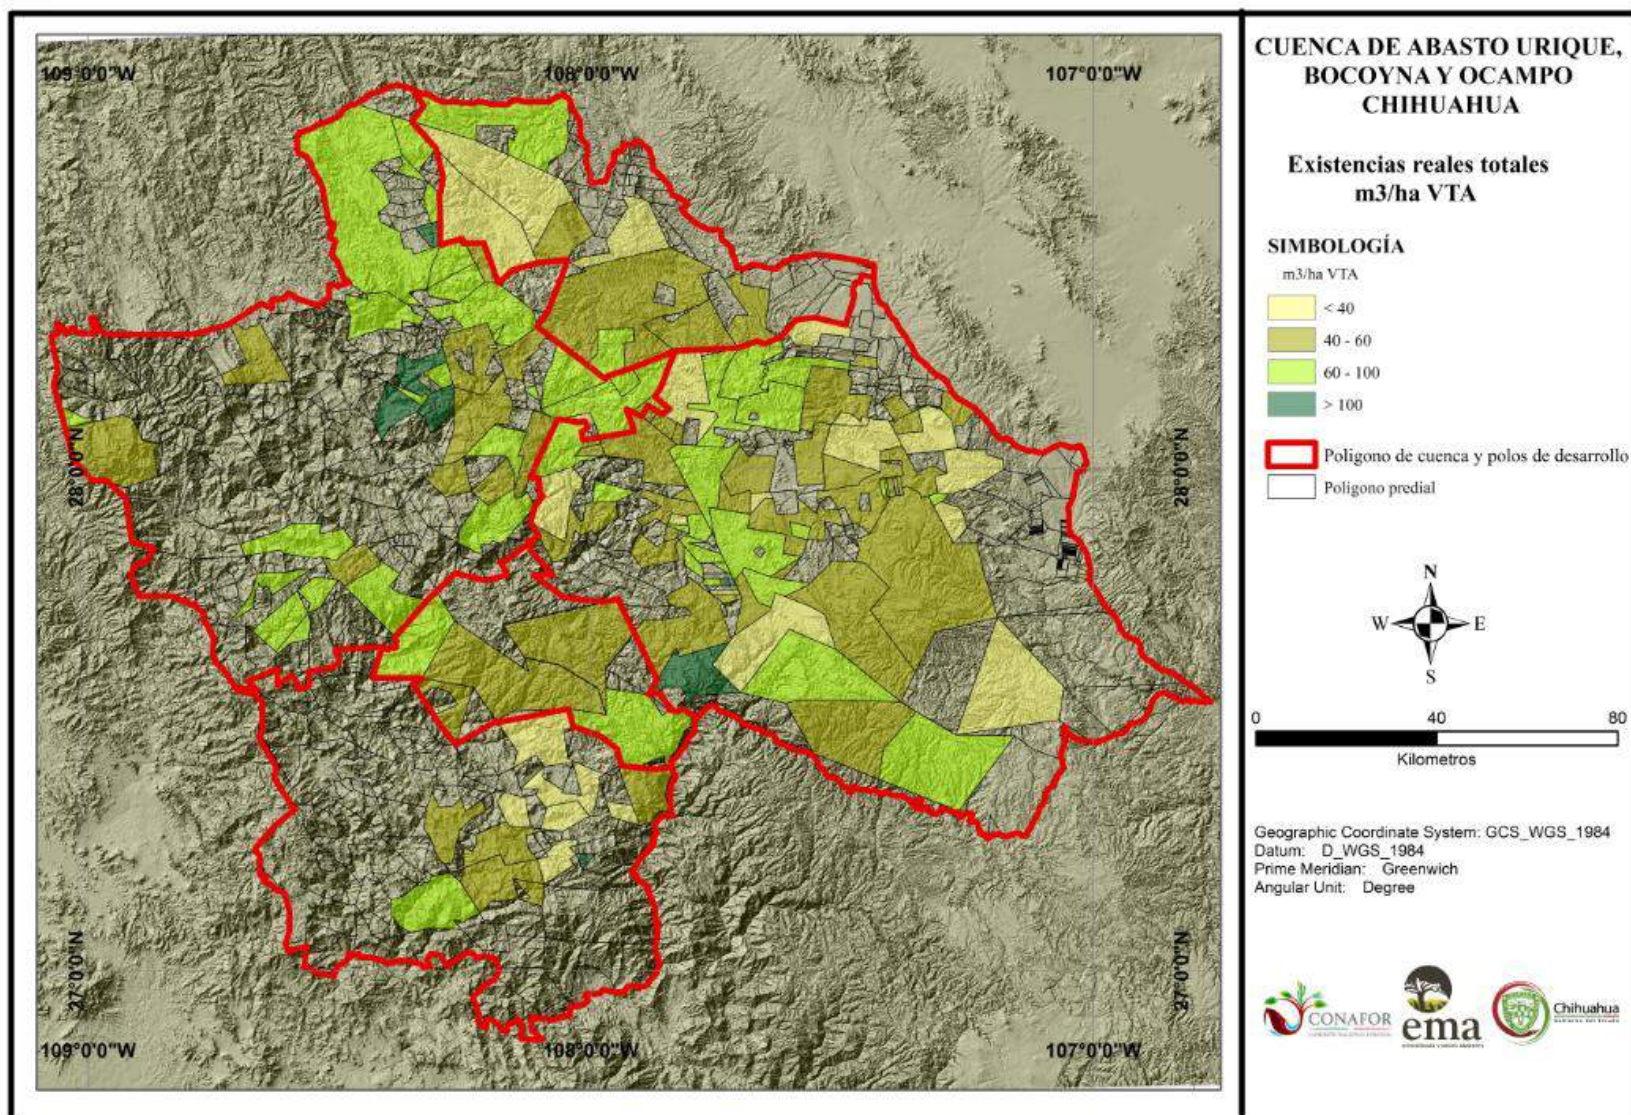 109°0'0"W
108°0'0"W
107°0'0"W
28°0'0"N
28°0'0"N
27°0'0"N
27°0'0"N
109°0'0"W
108°0'0"W
107°0'0"W
CUENCA DE ABASTO URIQUE,
BOCOYNA Y OCAMPO
CHIHUAHUA
Existencias reales totales
m3/ha VTA
SIMBOLOGÍA
m3/ha VTA
< 40
40 - 60
60 - 100
> 100
Poligono de cuenca y polos de desarrollo
Poligono predial
N
W
E
S
0 40 80
Kilometros
Geographic Coordinate System: GCS_WGS_1984
Datum: D_WGS_1984
Prime Meridian: Greenwich
Angular Unit: Degree
CONAFOR
ema
Chihuahua